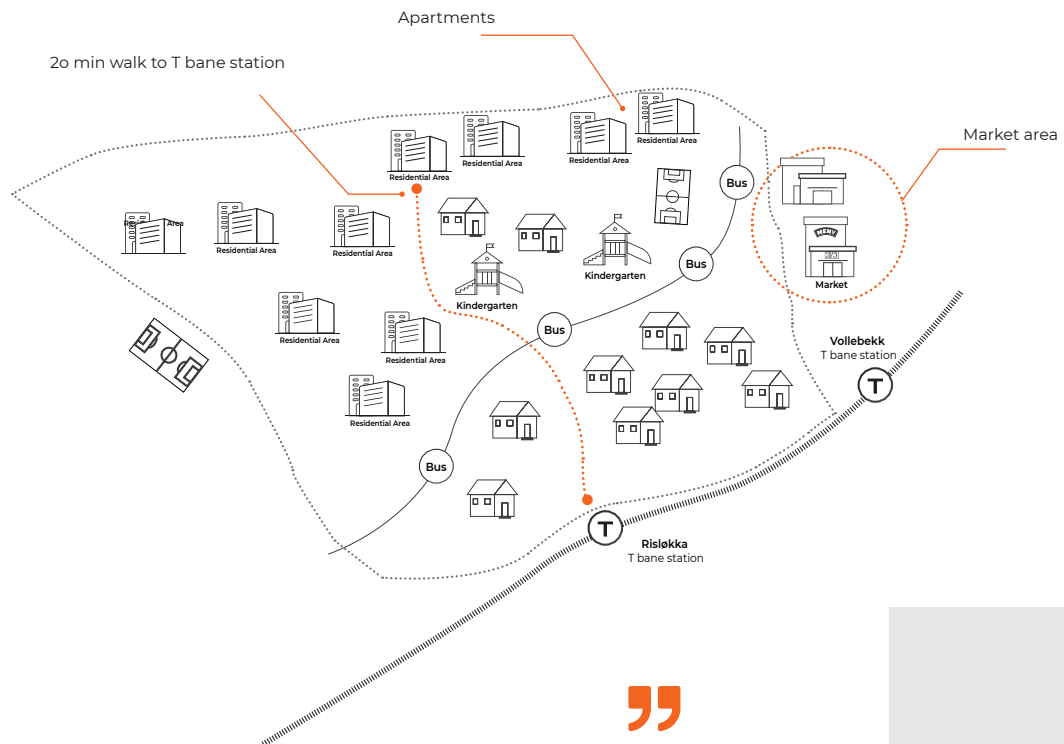 Apartments
2o min walk to T bane station
Market area
Residential Area
Residential Area
Residential Area
Residential Area
Bus
Residential Area
Residential Area
Residential Area
Bus
Kindergarten
MENY
Market
Kindergarten
Residential Area
Bus
Residential Area
Vollebekk
T bane station
T
Residential Area
Bus
T
Risløkka
T bane station
”